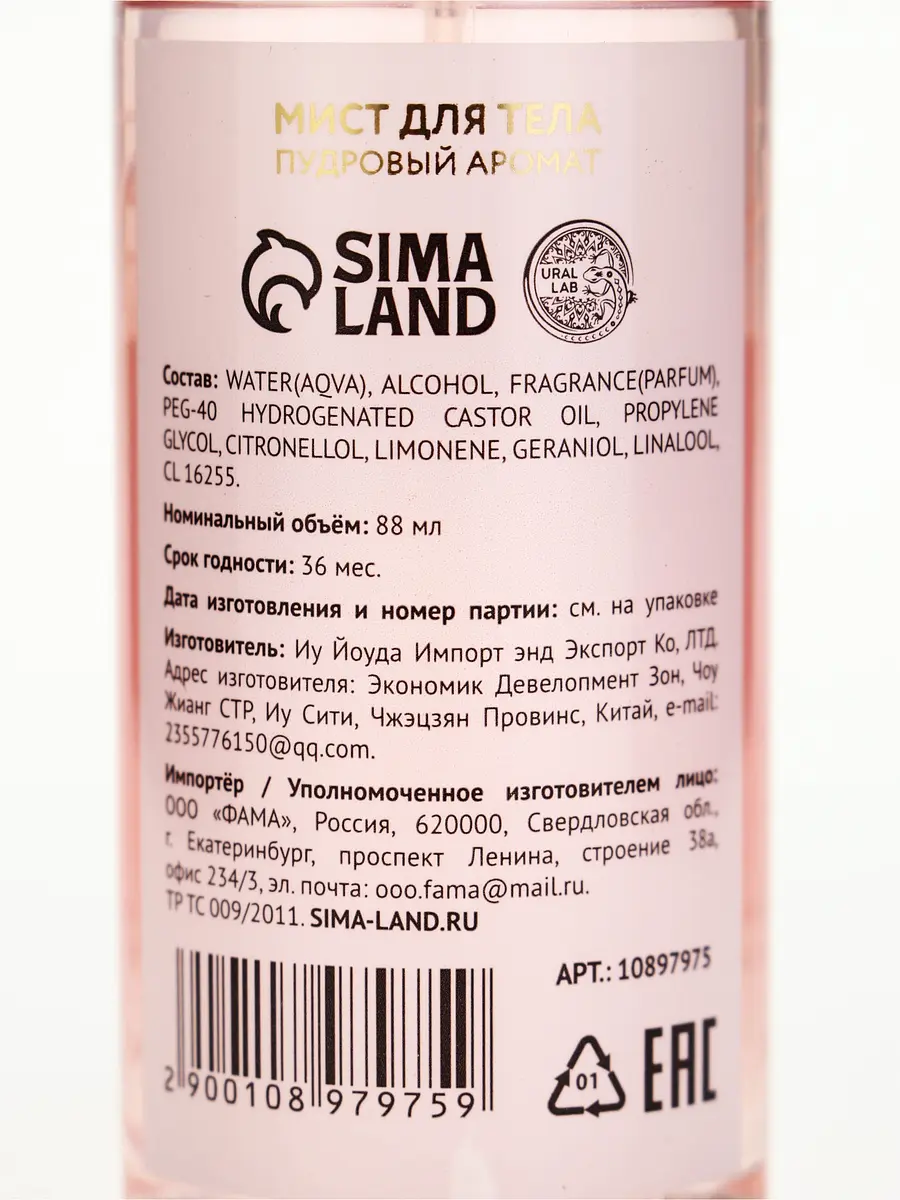 МИСТ ДЛЯ ТЕЛА
ПУДРОВЫЙ АРОМАТ
SIMA
LAND
URAL
LAB
Состав: WATER(AQVA), ALCOHOL, FRAGRANCE(PARFUM),
PEG-40 HYDROGENATED CASTOR OIL, PROPYLENE
GLYCOL, CITRONELLOL, LIMONENE, GERANIOL, LINALOOL,
CL 16255.
Номинальный объём: 88 мл
Срок годности: 36 мес.
Дата изготовления и номер партии: см. на упаковке
Изготовитель: Иу Йоуда Импорт энд Экспорт Ко, ЛТД.
Адрес изготовителя: Экономик Девелопмент Зон, Чоу
Жианг СТР, Иу Сити, Чжэцзян Провинс, Китай, e-mail:
2355776150@qq.com.
Импортёр / Уполномоченное изготовителем лицо:
ООО «ФАМА», Россия, 620000, Свердловская обл.,
г. Екатеринбург, проспект Ленина, строение 38а,
офис 234/3, эл. почта: ooo.fama@mail.ru.
ТР ТС 009/2011. SIMA-LAND.RU
АРТ.: 10897975
2 900108 979759
01
EAC